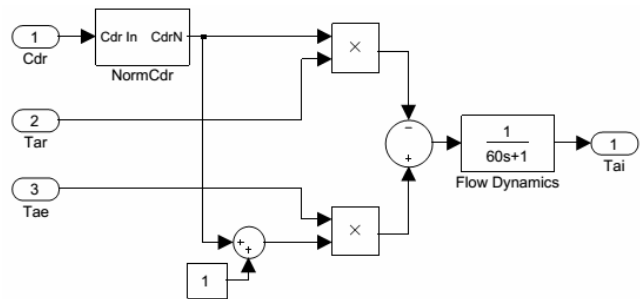 1
Cdr
Cdr In CdrN
NormCdr
×
2
Tar
−
+
1
60s+1
Flow Dynamics
1
Tai
3
Tae
×
+
+
1